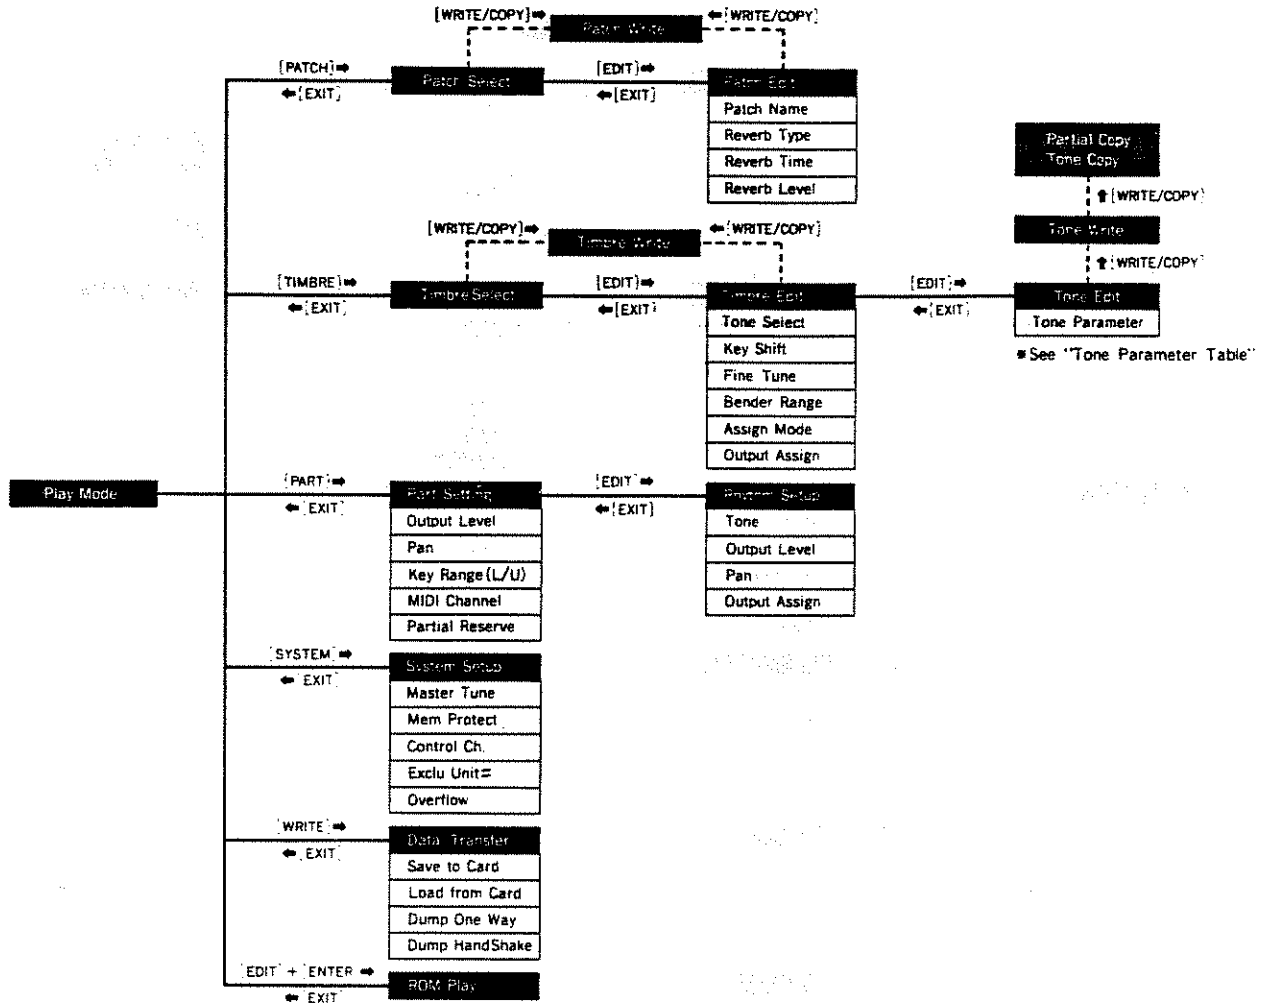 [WRITE/COPY]➡
Patch Write
⬅[WRITE/COPY]
[PATCH]➡
⬅[EXIT]
Patch Select
[EDIT]➡
⬅[EXIT]
Patch Edit
Patch Name
Reverb Type
Reverb Time
Reverb Level
Partial Copy
Tone Copy
⬆[WRITE/COPY]
Tone Write
⬆[WRITE/COPY]
[WRITE/COPY]➡
Timbre Write
⬅[WRITE/COPY]
[TIMBRE]➡
⬅[EXIT]
Timbre Select
[EDIT]➡
⬅[EXIT]
Timbre Edit
Tone Select
Key Shift
Fine Tune
Bender Range
Assign Mode
Output Assign
[EDIT]➡
⬅[EXIT]
Tone Edit
Tone Parameter
*See "Tone Parameter Table"
Play Mode
[PART]➡
⬅[EXIT]
Part Setting
Output Level
Pan
Key Range(L/U)
MIDI Channel
Partial Reserve
[EDIT]➡
⬅[EXIT]
Rhythm Setup
Tone
Output Level
Pan
Output Assign
[SYSTEM]➡
⬅[EXIT]
System Setup
Master Tune
Mem Protect
Control Ch.
Exclu Unit#
Overflow
[WRITE]➡
⬅[EXIT]
Data Transfer
Save to Card
Load from Card
Dump One Way
Dump HandShake
[EDIT]+[ENTER]➡
⬅[EXIT]
ROM Play